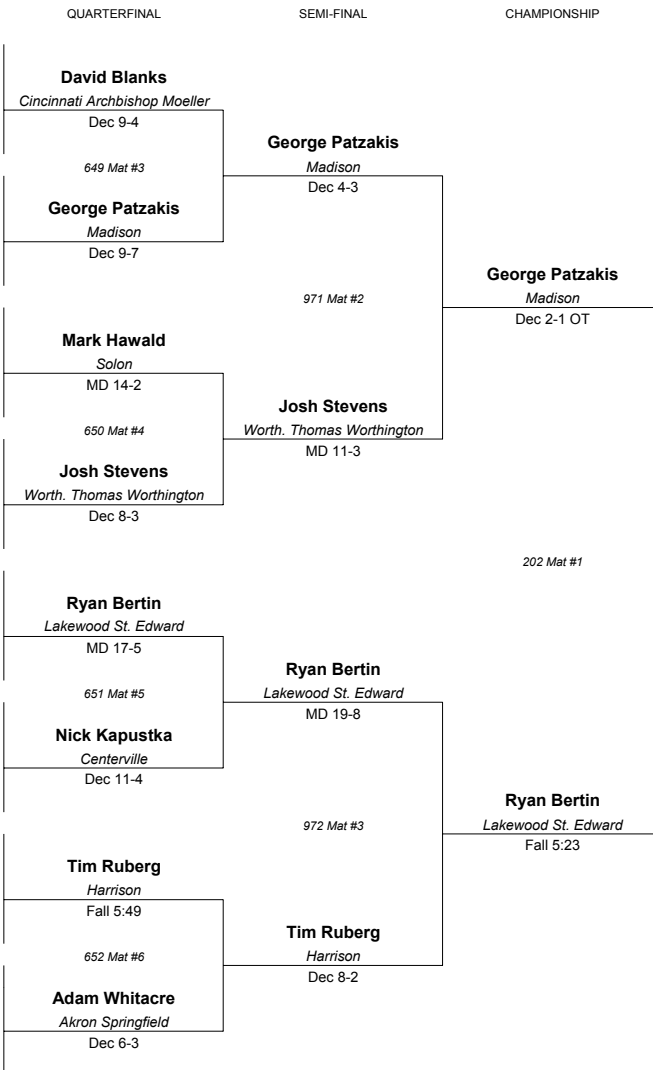 QUARTERFINAL
SEMI-FINAL
CHAMPIONSHIP
David Blanks
Cincinnati Archbishop Moeller
Dec 9-4
George Patzakis
649 Mat #3
Madison
Dec 4-3
George Patzakis
Madison
Dec 9-7
George Patzakis
971 Mat #2
Madison
Dec 2-1 OT
Mark Hawald
Solon
MD 14-2
Josh Stevens
650 Mat #4
Worth. Thomas Worthington
MD 11-3
Josh Stevens
Worth. Thomas Worthington
Dec 8-3
202 Mat #1
Ryan Bertin
Lakewood St. Edward
MD 17-5
Ryan Bertin
651 Mat #5
Lakewood St. Edward
MD 19-8
Nick Kapustka
Centerville
Dec 11-4
Ryan Bertin
972 Mat #3
Lakewood St. Edward
Fall 5:23
Tim Ruberg
Harrison
Fall 5:49
Tim Ruberg
652 Mat #6
Harrison
Dec 8-2
Adam Whitacre
Akron Springfield
Dec 6-3